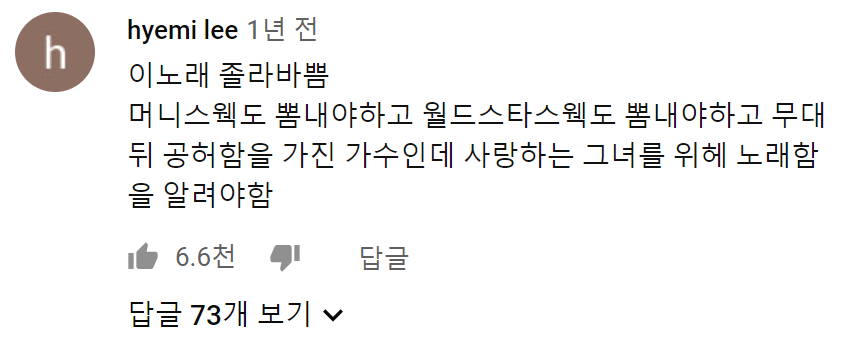 h
hyemi lee 1년 전
이노래 졸라바쁨
머니스웩도 뽐내야하고 월드스타스웩도 뽐내야하고 무대
뒤 공허함을 가진 가수인데 사랑하는 그녀를 위헤 노래함
을 알려야함
6.6천 답글
답글 73개 보기